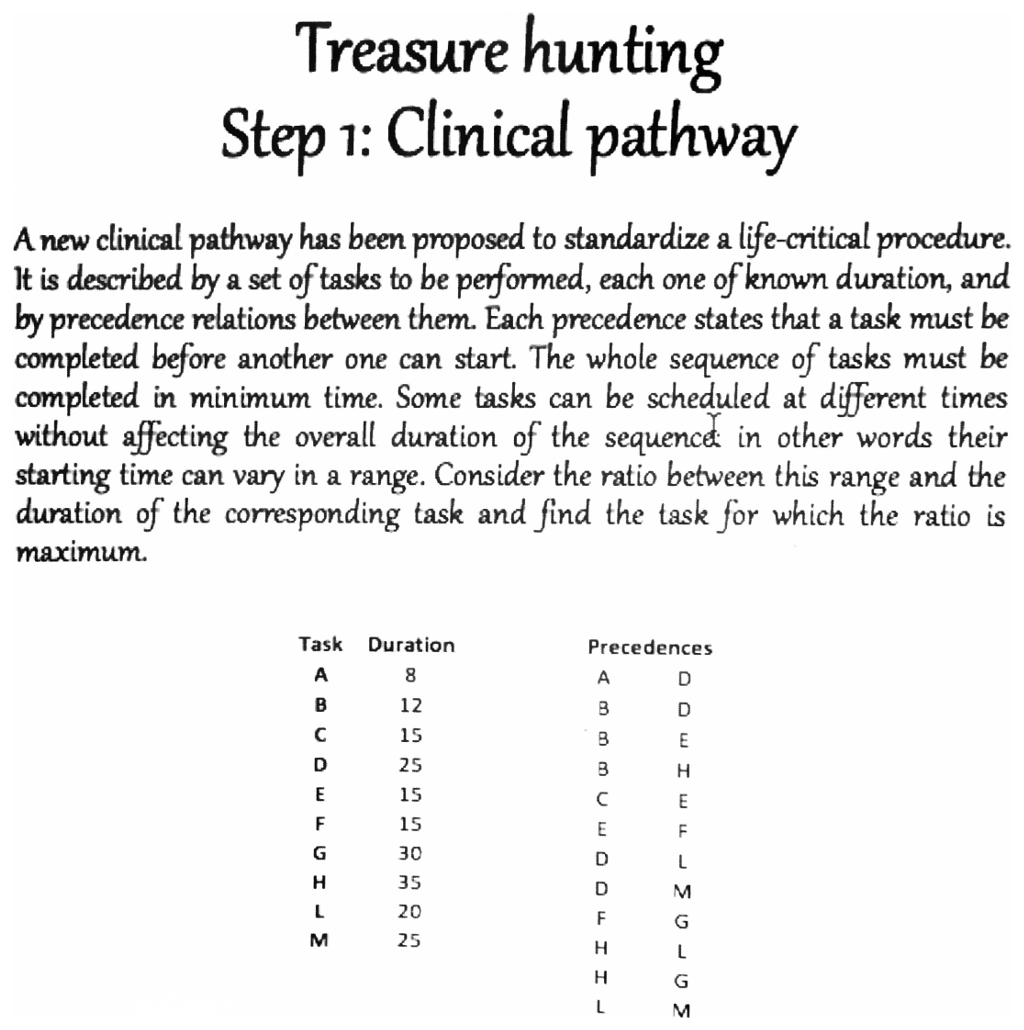 Treasure hunting
Step 1: Clinical pathway
A new clinical pathway has been proposed to standardize a life-critical procedure.
It is described by a set of tasks to be performed, each one of known duration, and
by precedence relations between them. Each precedence states that a task must be
completed before another one can start. The whole sequence of tasks must be
completed in minimum time. Some tasks can be scheduled at different times
without affecting the overall duration of the sequence: in other words their
starting time can vary in a range. Consider the ratio between this range and the
duration of the corresponding task and find the task for which the ratio is
maximum.
Task Duration Precedences
A 8 A D
B 12 B D
C 15 B E
D 25 B H
E 15 C E
F 15 E F
G 30 D L
H 35 D M
L 20 F G
M 25 H L
H G
L M